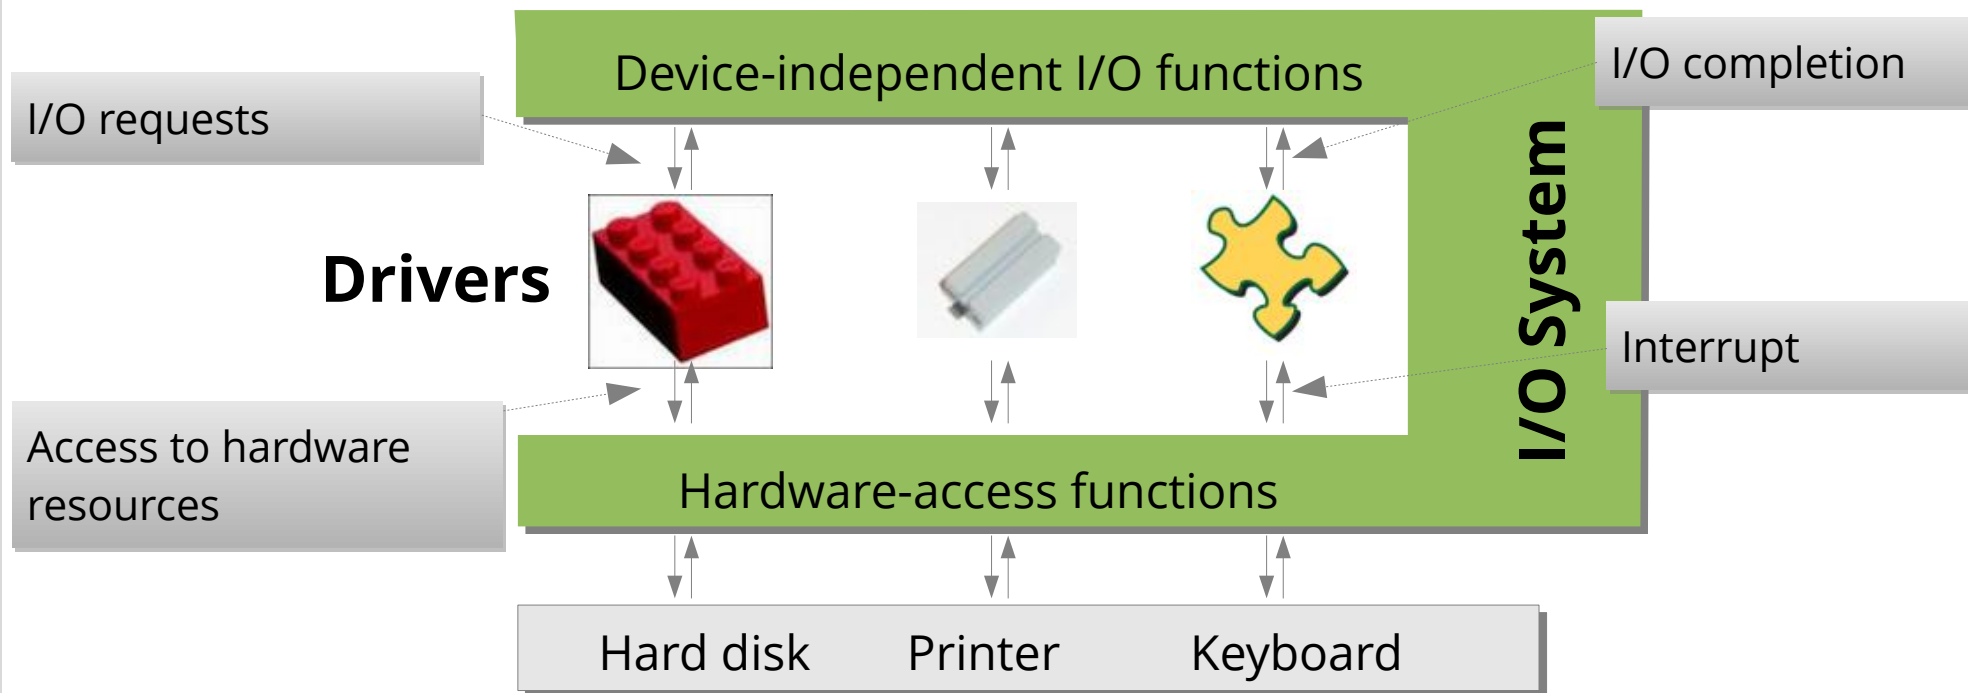 Device-independent I/O functions
I/O completion
I/O requests
Drivers
I/O System
Interrupt
Access to hardware
resources
Hardware-access functions
Hard disk
Printer
Keyboard